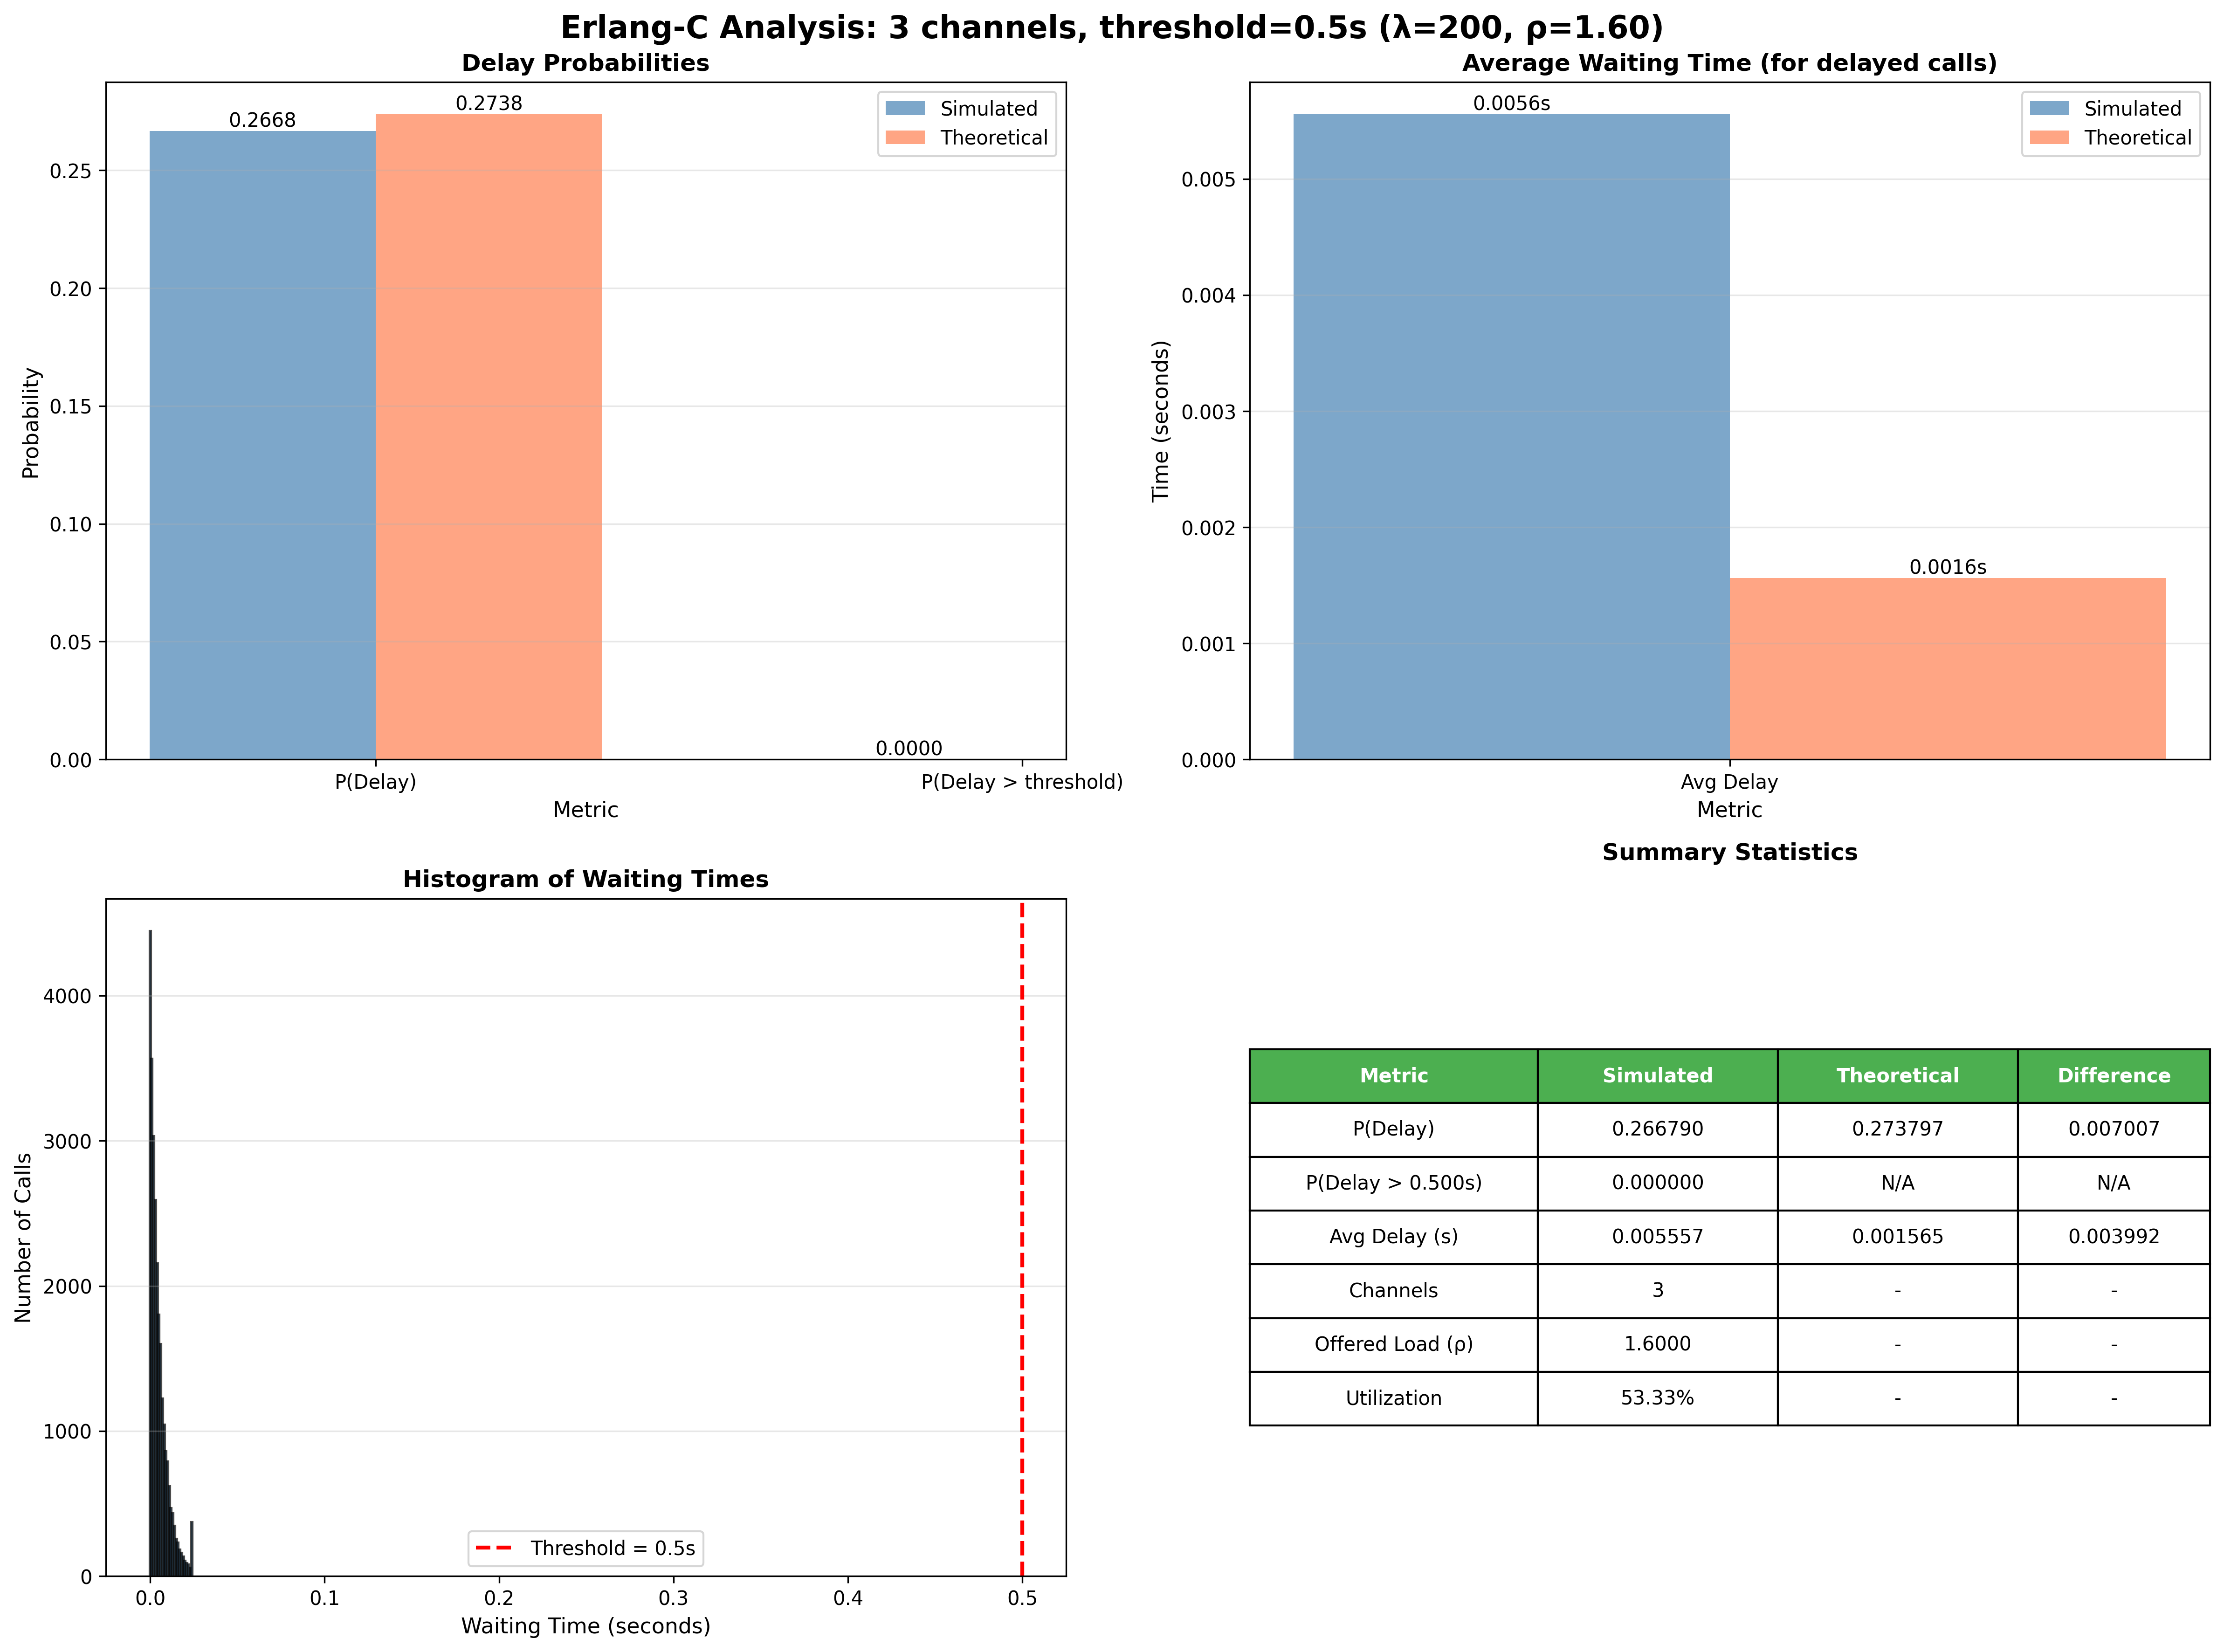 Erlang-C Analysis: 3 channels, threshold=0.5s (λ=200, ρ=1.60)
Delay Probabilities
0.2668
0.2738
0.0000
Simulated
Theoretical
0.25
0.20
0.15
0.10
0.05
0.00
Probability
P(Delay)
P(Delay > threshold)
Metric
Average Waiting Time (for delayed calls)
0.0056s
0.0016s
Simulated
Theoretical
0.005
0.004
0.003
0.002
0.001
0.000
Time (seconds)
Avg Delay
Metric
Histogram of Waiting Times
4000
3000
2000
1000
0
Number of Calls
Threshold = 0.5s
0.0 0.1 0.2 0.3 0.4 0.5
Waiting Time (seconds)
Summary Statistics
Metric Simulated Theoretical Difference
P(Delay) 0.266790 0.273797 0.007007
P(Delay > 0.500s) 0.000000 N/A N/A
Avg Delay (s) 0.005557 0.001565 0.003992
Channels 3 - -
Offered Load (ρ) 1.6000 - -
Utilization 53.33% - -